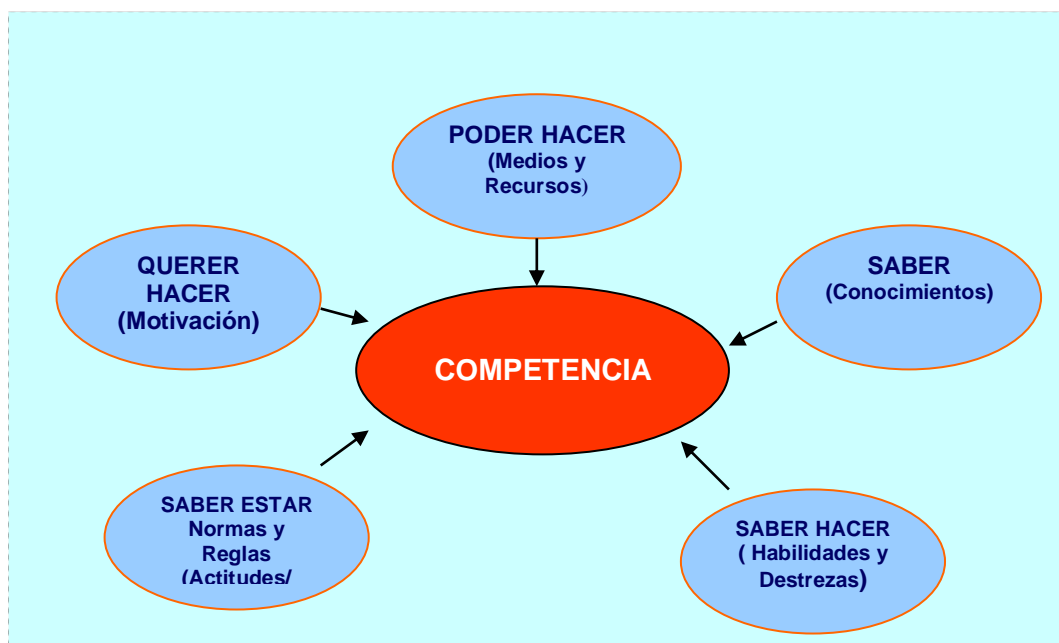 PODER HACER
(Medios y
Recursos)
QUERER
HACER
(Motivación)
SABER
(Conocimientos)
COMPETENCIA
SABER ESTAR
Normas y
Reglas
(Actitudes/
SABER HACER
( Habilidades y
Destrezas)